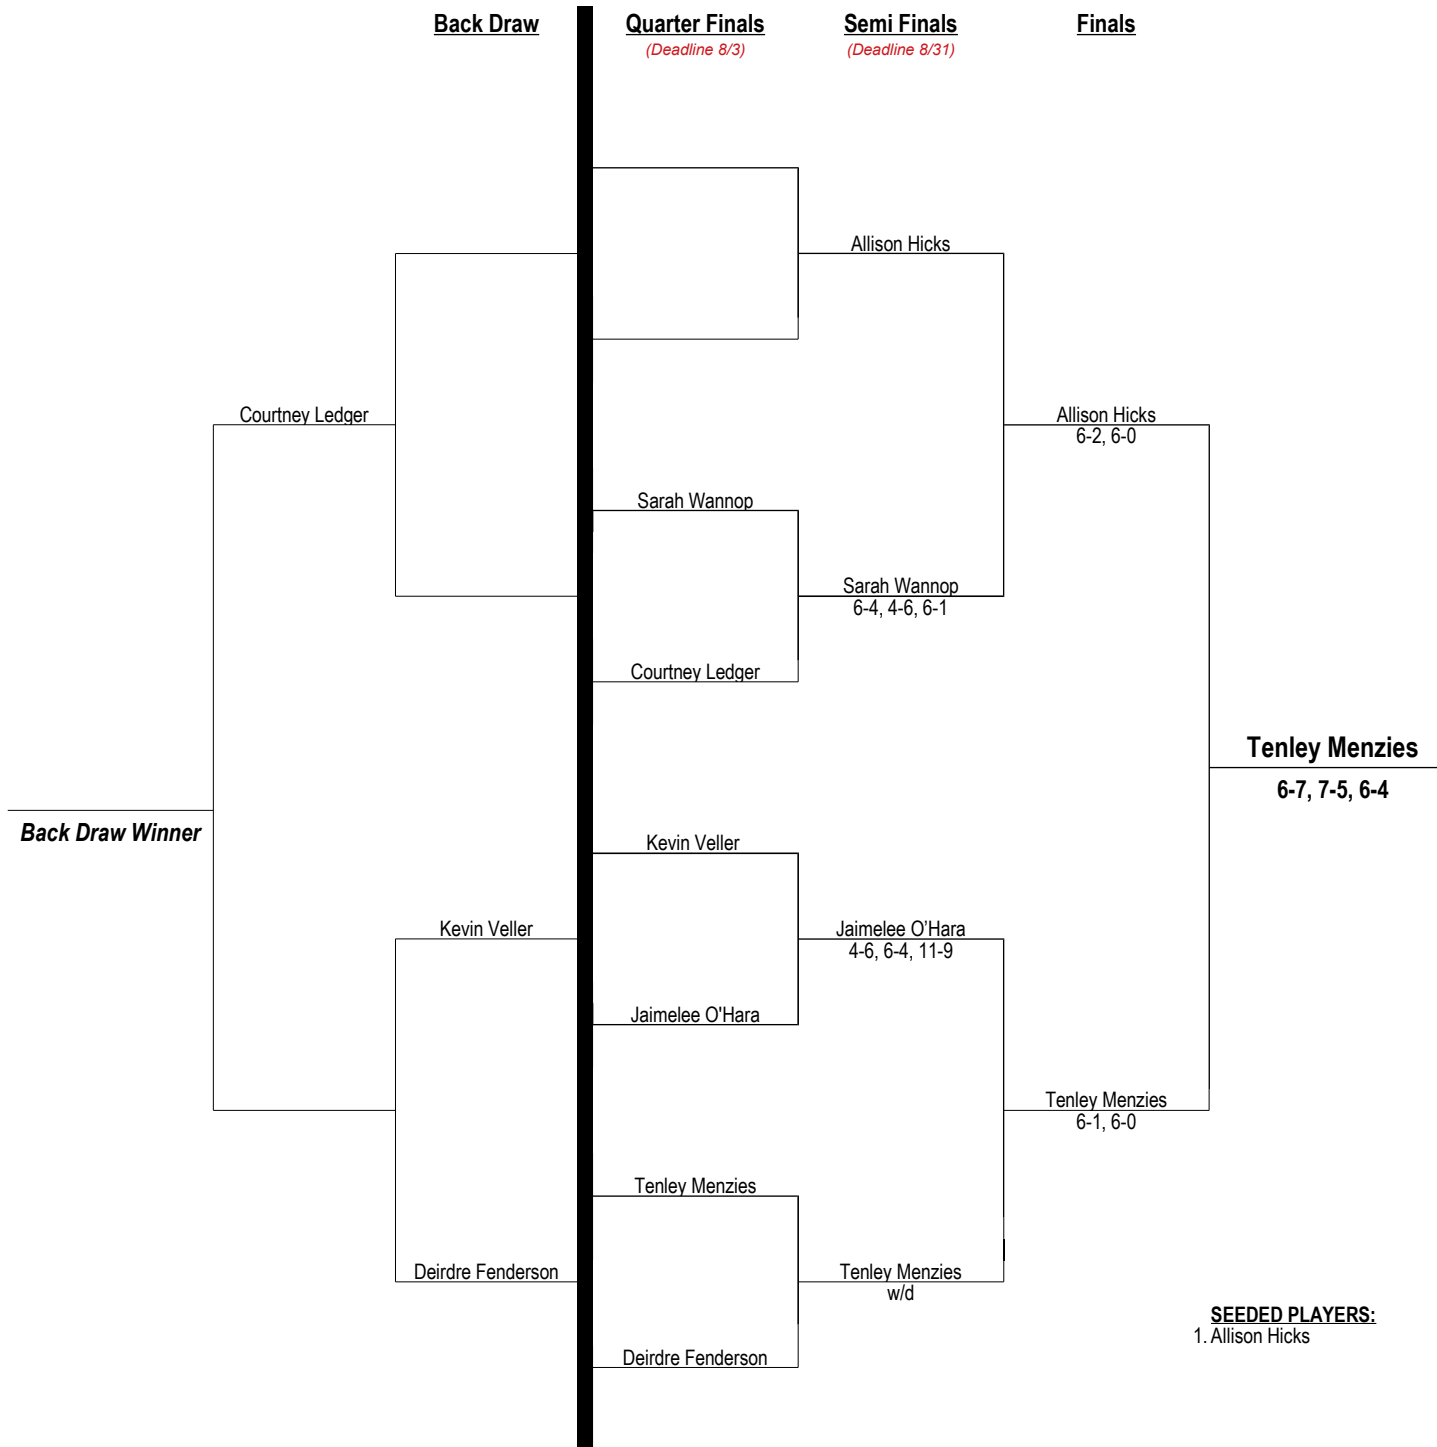 Back Draw
Quarter Finals
Semi Finals
Finals
(Deadline 8/3)
(Deadline 8/31)
Allison Hicks
Courtney Ledger
Allison Hicks
6-2, 6-0
Sarah Wannop
Sarah Wannop
6-4, 4-6, 6-1
Courtney Ledger
Tenley Menzies
6-7, 7-5, 6-4
Back Draw Winner
Kevin Veller
Kevin Veller
Jaimelee O’Hara
4-6, 6-4, 11-9
Jaimelee O'Hara
Tenley Menzies
6-1, 6-0
Tenley Menzies
Deirdre Fenderson
Tenley Menzies
w/d
SEEDED PLAYERS:
1. Allison Hicks
Deirdre Fenderson